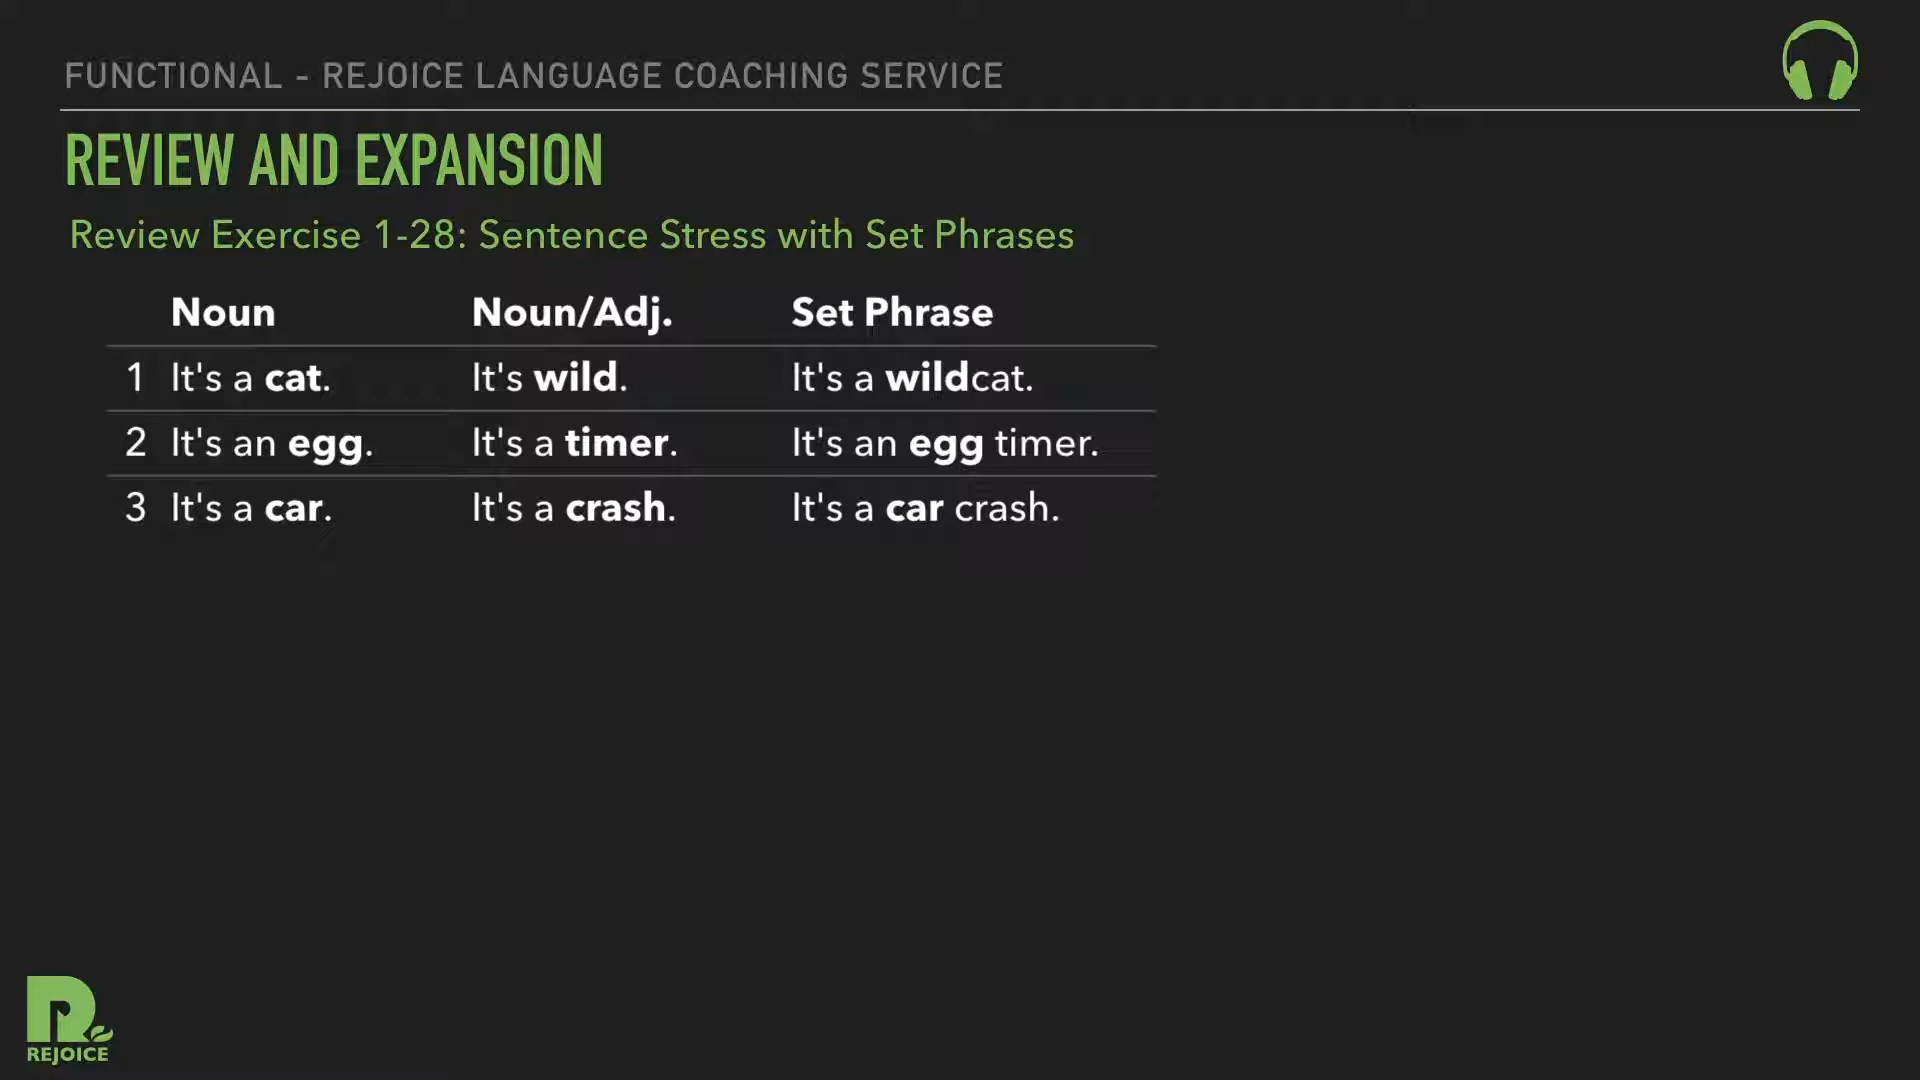 FUNCTIONAL - REJOICE LANGUAGE COACHING SERVICE
REVIEW AND EXPANSION
Review Exercise 1-28: Sentence Stress with Set Phrases
Noun Noun/Adj. Set Phrase
1 It's a cat. It's wild. It's a wildcat.
2 It's an egg. It's a timer. It's an egg timer.
3 It's a car. It's a crash. It's a car crash.
REJOICE